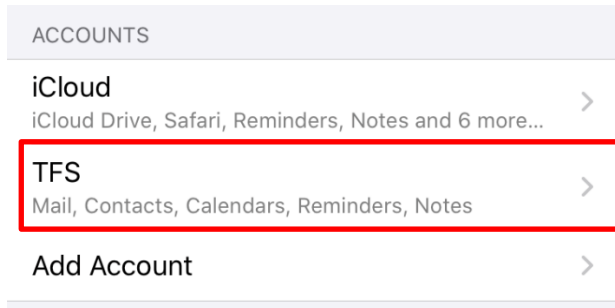 ACCOUNTS
iCloud
iCloud Drive, Safari, Reminders, Notes and 6 more...
TFS
Mail, Contacts, Calendars, Reminders, Notes
Add Account